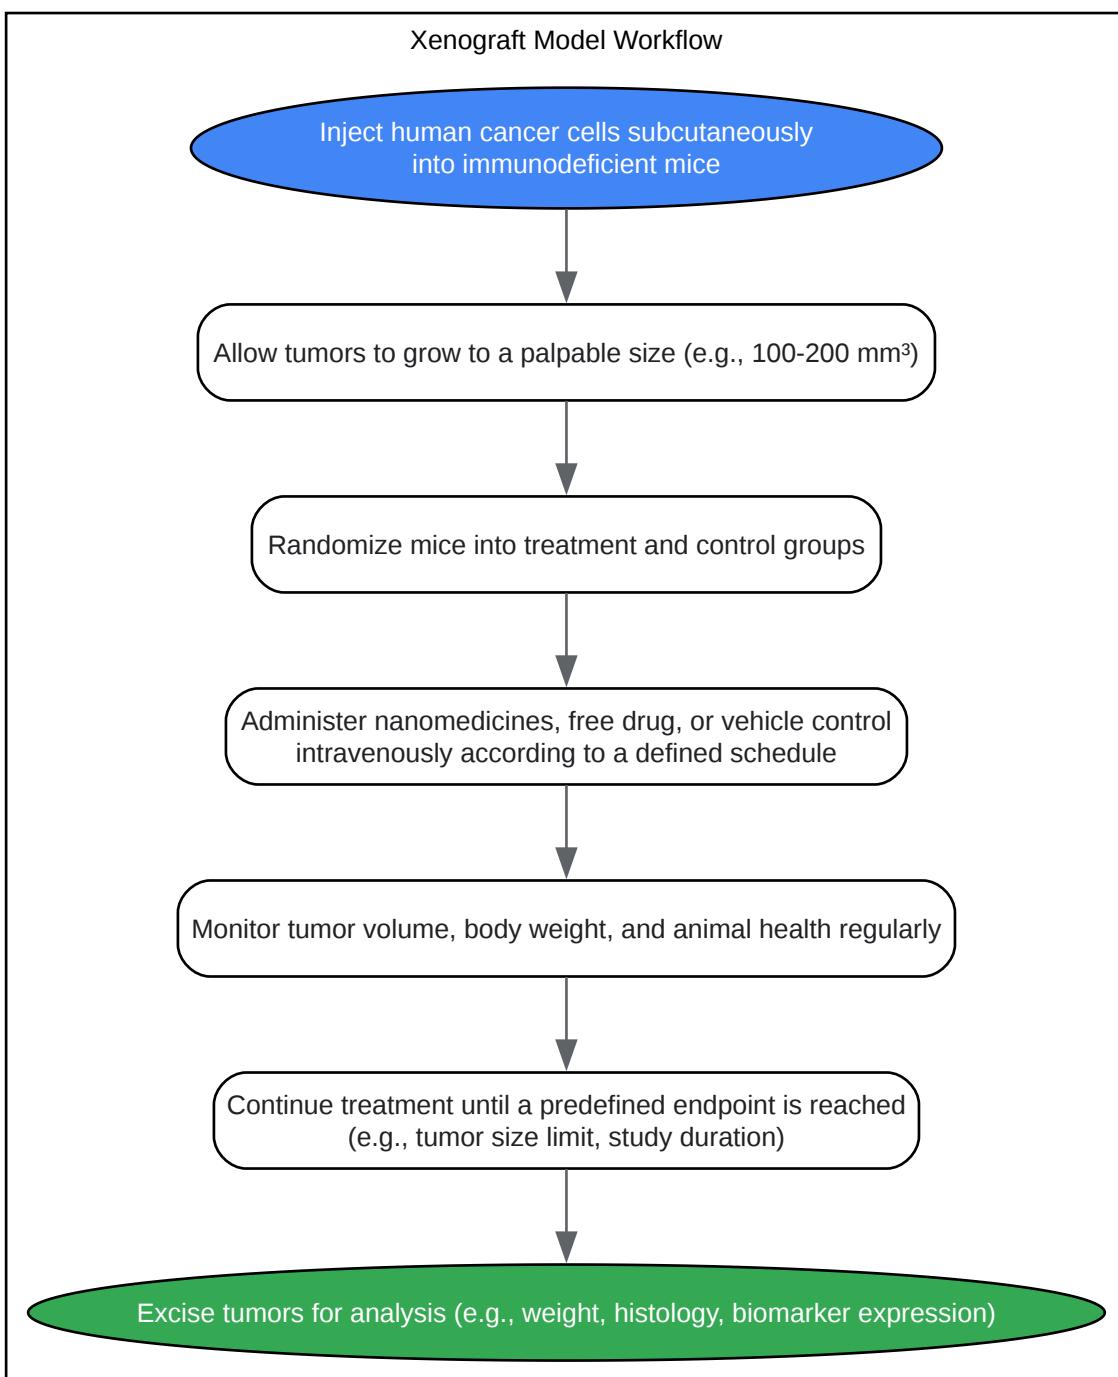 Xenograft Model Workflow
Inject human cancer cells subcutaneously
into immunodeficient mice
Allow tumors to grow to a palpable size (e.g., 100-200 mm³)
Randomize mice into treatment and control groups
Administer nanomedicines, free drug, or vehicle control
intravenously according to a defined schedule
Monitor tumor volume, body weight, and animal health regularly
Continue treatment until a predefined endpoint is reached
(e.g., tumor size limit, study duration)
Excise tumors for analysis (e.g., weight, histology, biomarker expression)